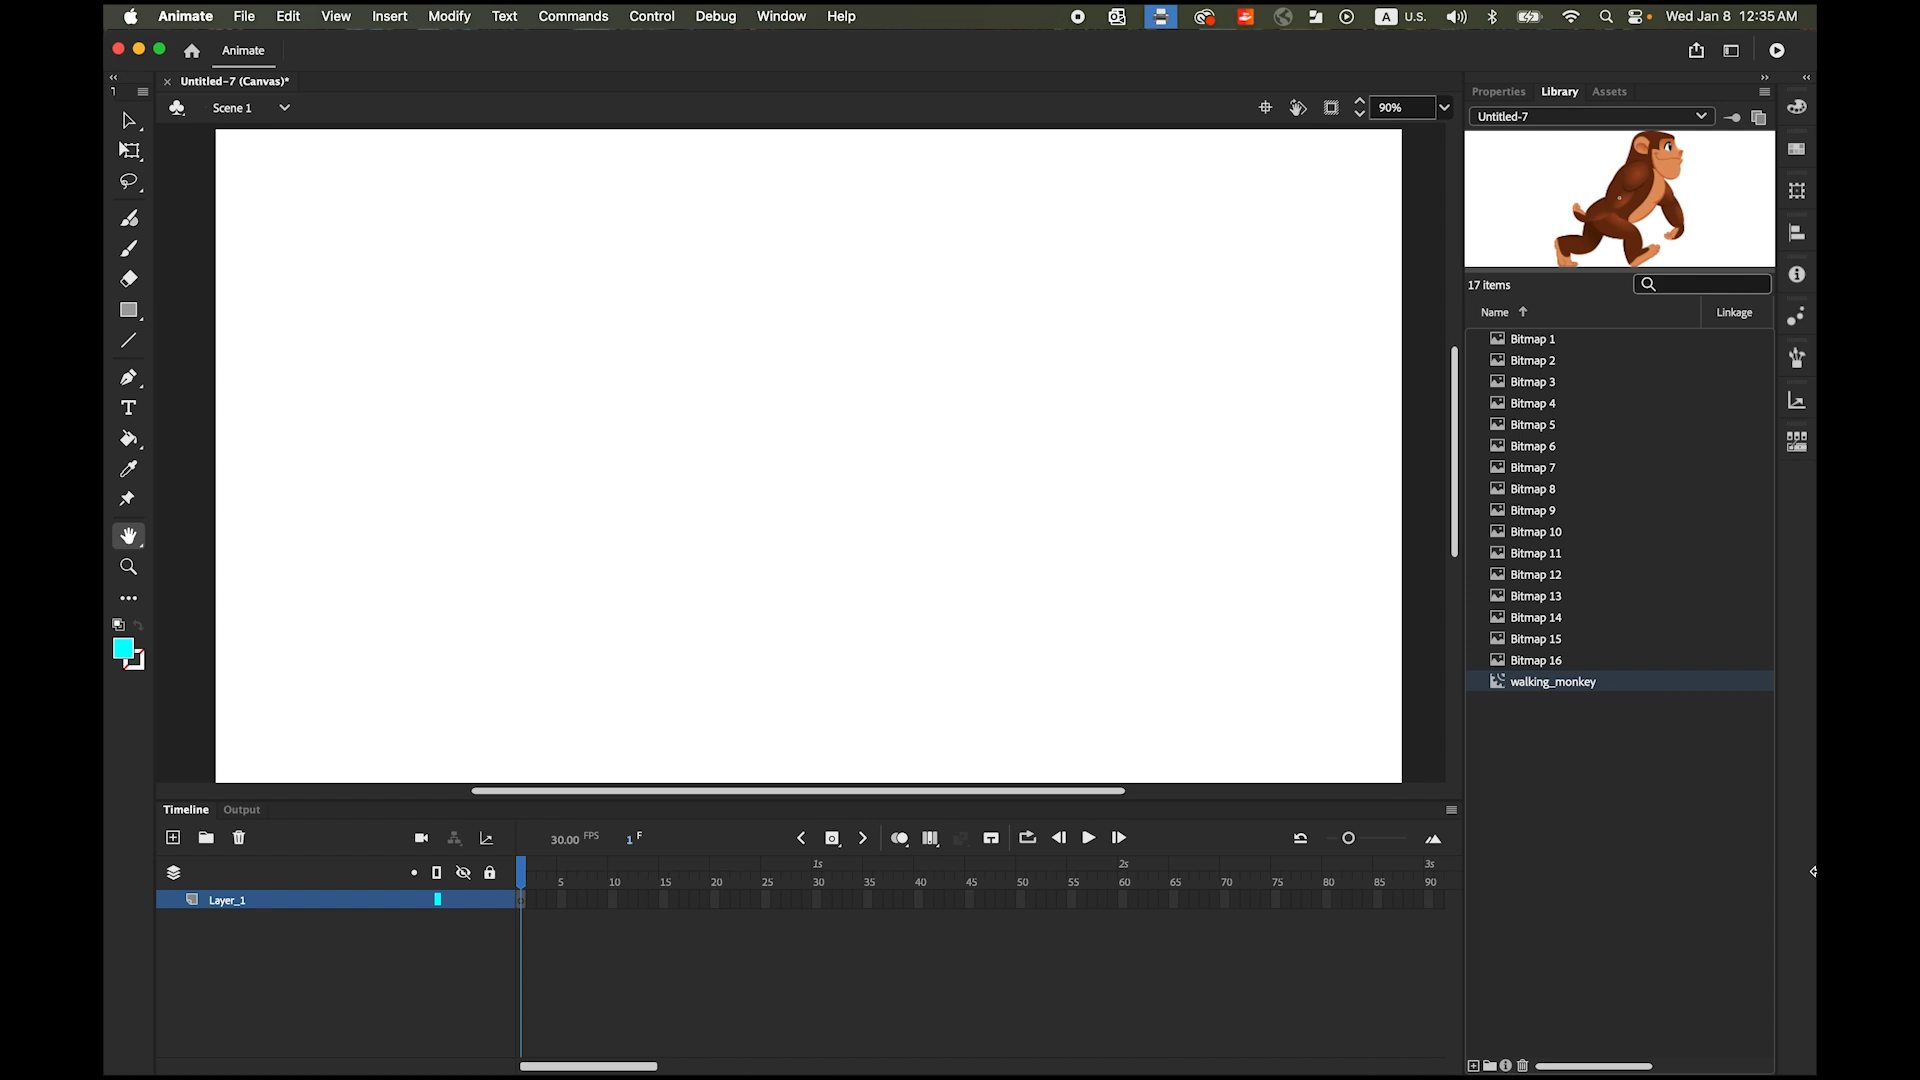 Animate File Edit View Insert Modify Text Commands Control Debug Window Help A U.S. Wed Jan 8 12:35 AM
Animate
Untitled-7 (Canvas)*
Scene 1 90%
Properties Library Assets
Untitled-7
17 items
Name Linkage
Bitmap 1
Bitmap 2
Bitmap 3
Bitmap 4
Bitmap 5
Bitmap 6
Bitmap 7
Bitmap 8
Bitmap 9
Bitmap 10
Bitmap 11
Bitmap 12
Bitmap 13
Bitmap 14
Bitmap 15
Bitmap 16
walking_monkey
Timeline Output
30.00 FPS 1 F
1s 2s 3s
5 10 15 20 25 30 35 40 45 50 55 60 65 70 75 80 85 90
Layer_1